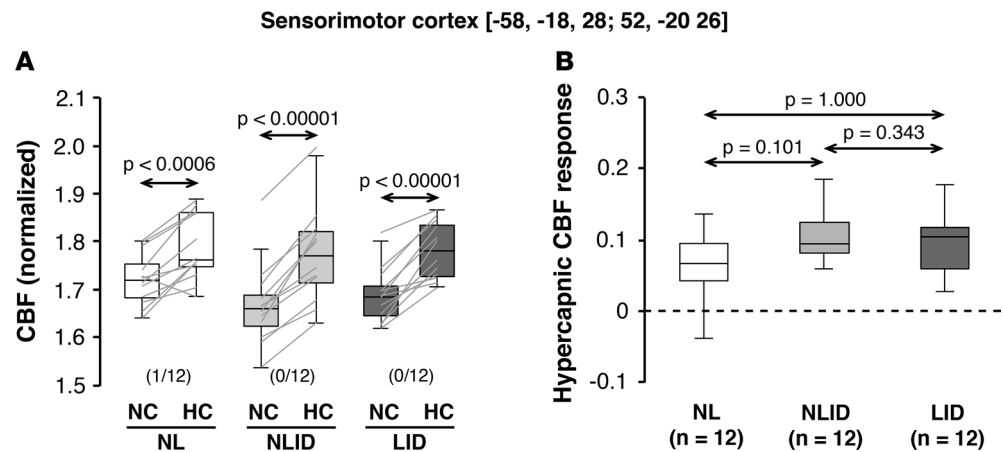 Sensorimotor cortex [-58, -18, 28; 52, -20 26]
A
CBF (normalized)
2.1
2.0
1.9
1.8
1.7
1.6
1.5
p < 0.0006
p < 0.00001
p < 0.00001
(1/12)
(0/12)
(0/12)
NC HC NC HC NC HC
NL NLID LID
B
Hypercapnic CBF response
0.3
0.2
0.1
0
-0.1
p = 1.000
p = 0.101
p = 0.343
NL NLID LID
(n = 12) (n = 12) (n = 12)